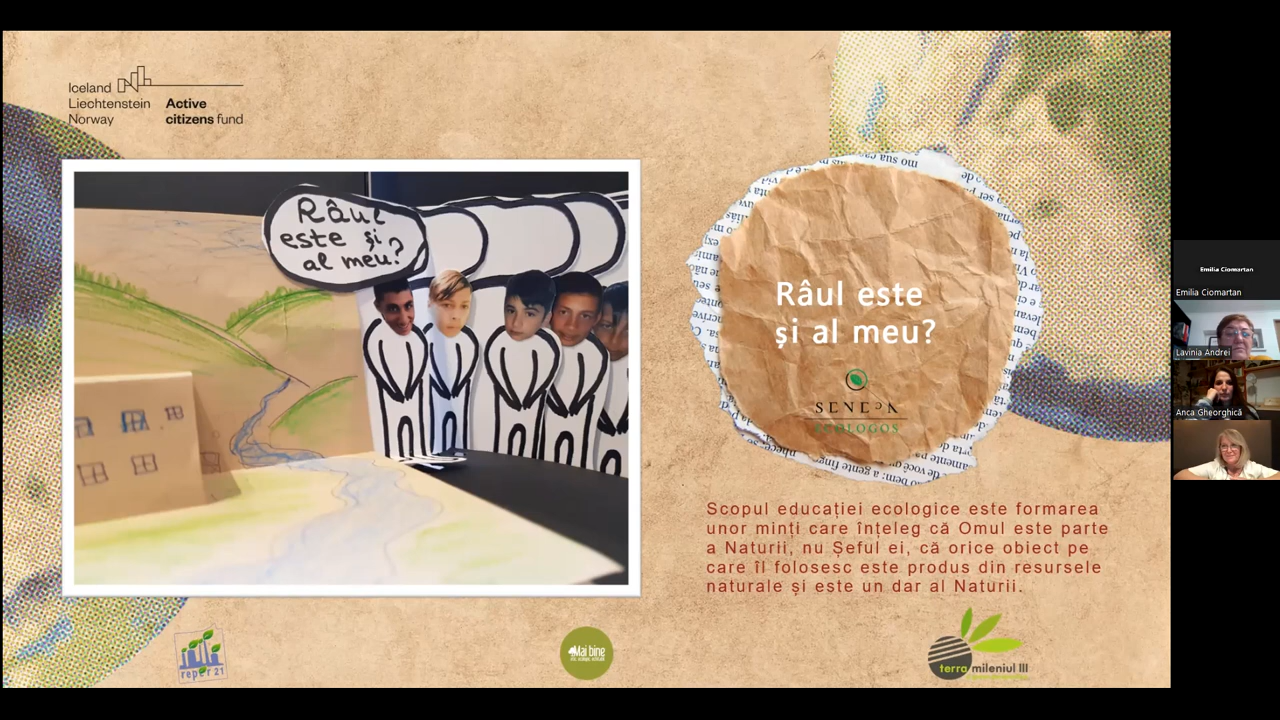 Iceland
Liechtenstein
Norway
Active
citizens fund
Râul
este și
al meu?
Râul este
și al meu?
SENEDA
ECOLOGOS
Scopul educației ecologice este formarea
unor minți care înțeleg că Omul este parte
a Naturii, nu Șeful ei, că orice obiect pe
care îl folosesc este produs din resursele
naturale și este un dar al Naturii.
reper 21
Mai bine
terra mileniul III
Emilia Ciomartan
Emilia Ciomartan
Lavinia Andrei
Anca Gheorghică